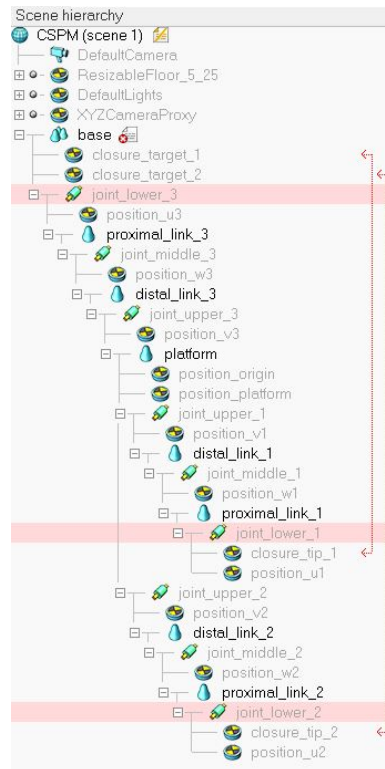 Scene hierarchy
CSPM (scene 1)
DefaultCamera
ResizableFloor_5_25
DefaultLights
XYZCameraProxy
base
closure_target_1
closure_target_2
joint_lower_3
position_u3
proximal_link_3
joint_middle_3
position_w3
distal_link_3
joint_upper_3
position_v3
platform
position_origin
position_platform
joint_upper_1
position_v1
distal_link_1
joint_middle_1
position_w1
proximal_link_1
joint_lower_1
closure_tip_1
position_u1
joint_upper_2
position_v2
distal_link_2
joint_middle_2
position_w2
proximal_link_2
joint_lower_2
closure_tip_2
position_u2